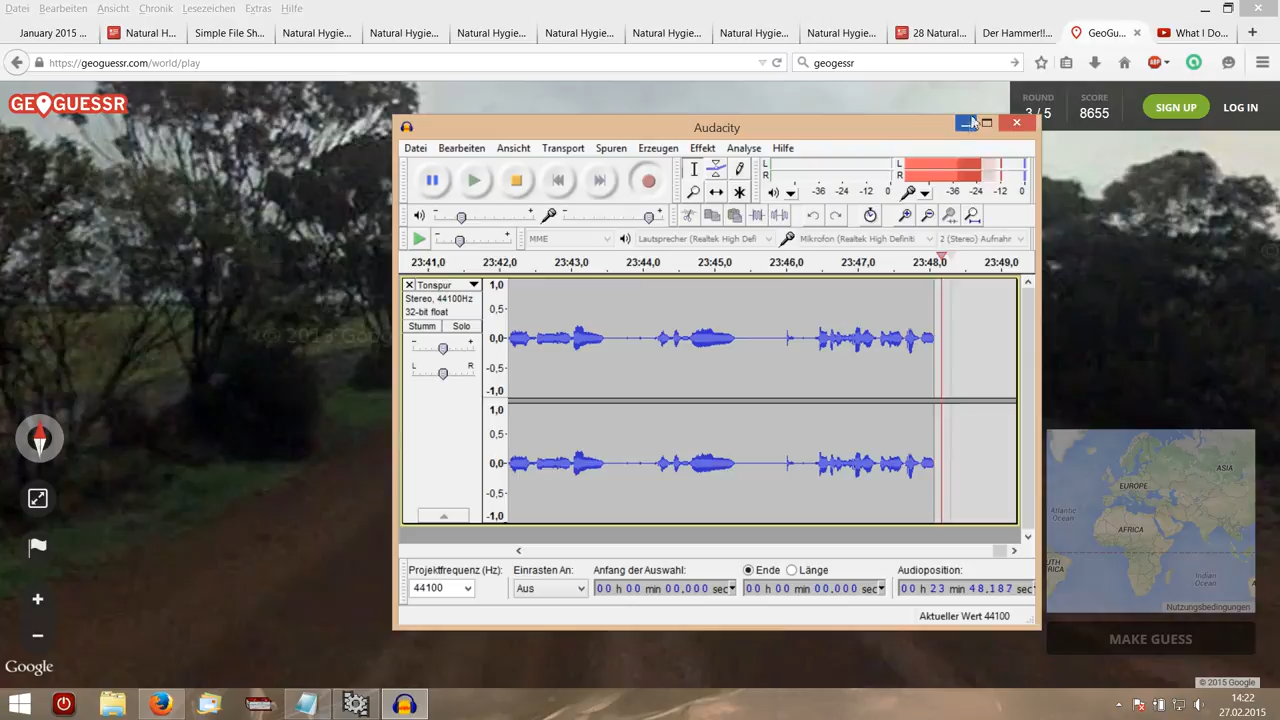 Datei Bearbeiten Ansicht Chronik Lesezeichen Extras Hilfe
January 2015 ... Natural H... Simple File Sh... Natural Hygie... Natural Hygie... Natural Hygie... Natural Hygie... Natural Hygie... Natural Hygie... 28 Natural... Der Hammer!!... GeoGu... What I Do...
https://geoguessr.com/world/play geogessr
GEOGUESSR
ROUND SCORE
3 / 5 8655
SIGN UP LOG IN
Audacity
Datei Bearbeiten Ansicht Transport Spuren Erzeugen Effekt Analyse Hilfe
L
R
-36 -24 -12 0
L
R
-36 -24 -12 0
MME Lautsprecher (Realtek High Defi Mikrofon (Realtek High Definiti 2 (Stereo) Aufnahr
23:41,0 23:42,0 23:43,0 23:44,0 23:45,0 23:46,0 23:47,0 23:48,0 23:49,0
Tonspur
Stereo, 44100Hz
32-bit float
Stumm Solo
L R
1,0
0,5
0,0
-0,5
-1,0
1,0
0,5
0,0
-0,5
-1,0
Projektfrequenz (Hz): Einrasten An: Anfang der Auswahl: Ende Länge Audioposition:
44100 Aus 00 h 00 min 00,000 sec 00 h 00 min 00,000 sec 00 h 23 min 48,187 sec
Aktueller Wert 44100
ASIA
EUROPE
Atlantic
Ocean
AFRICA
Indian
Ocean
Nutzungsbedingungen
MAKE GUESS
Google
© 2015 Google
14:22
27.02.2015